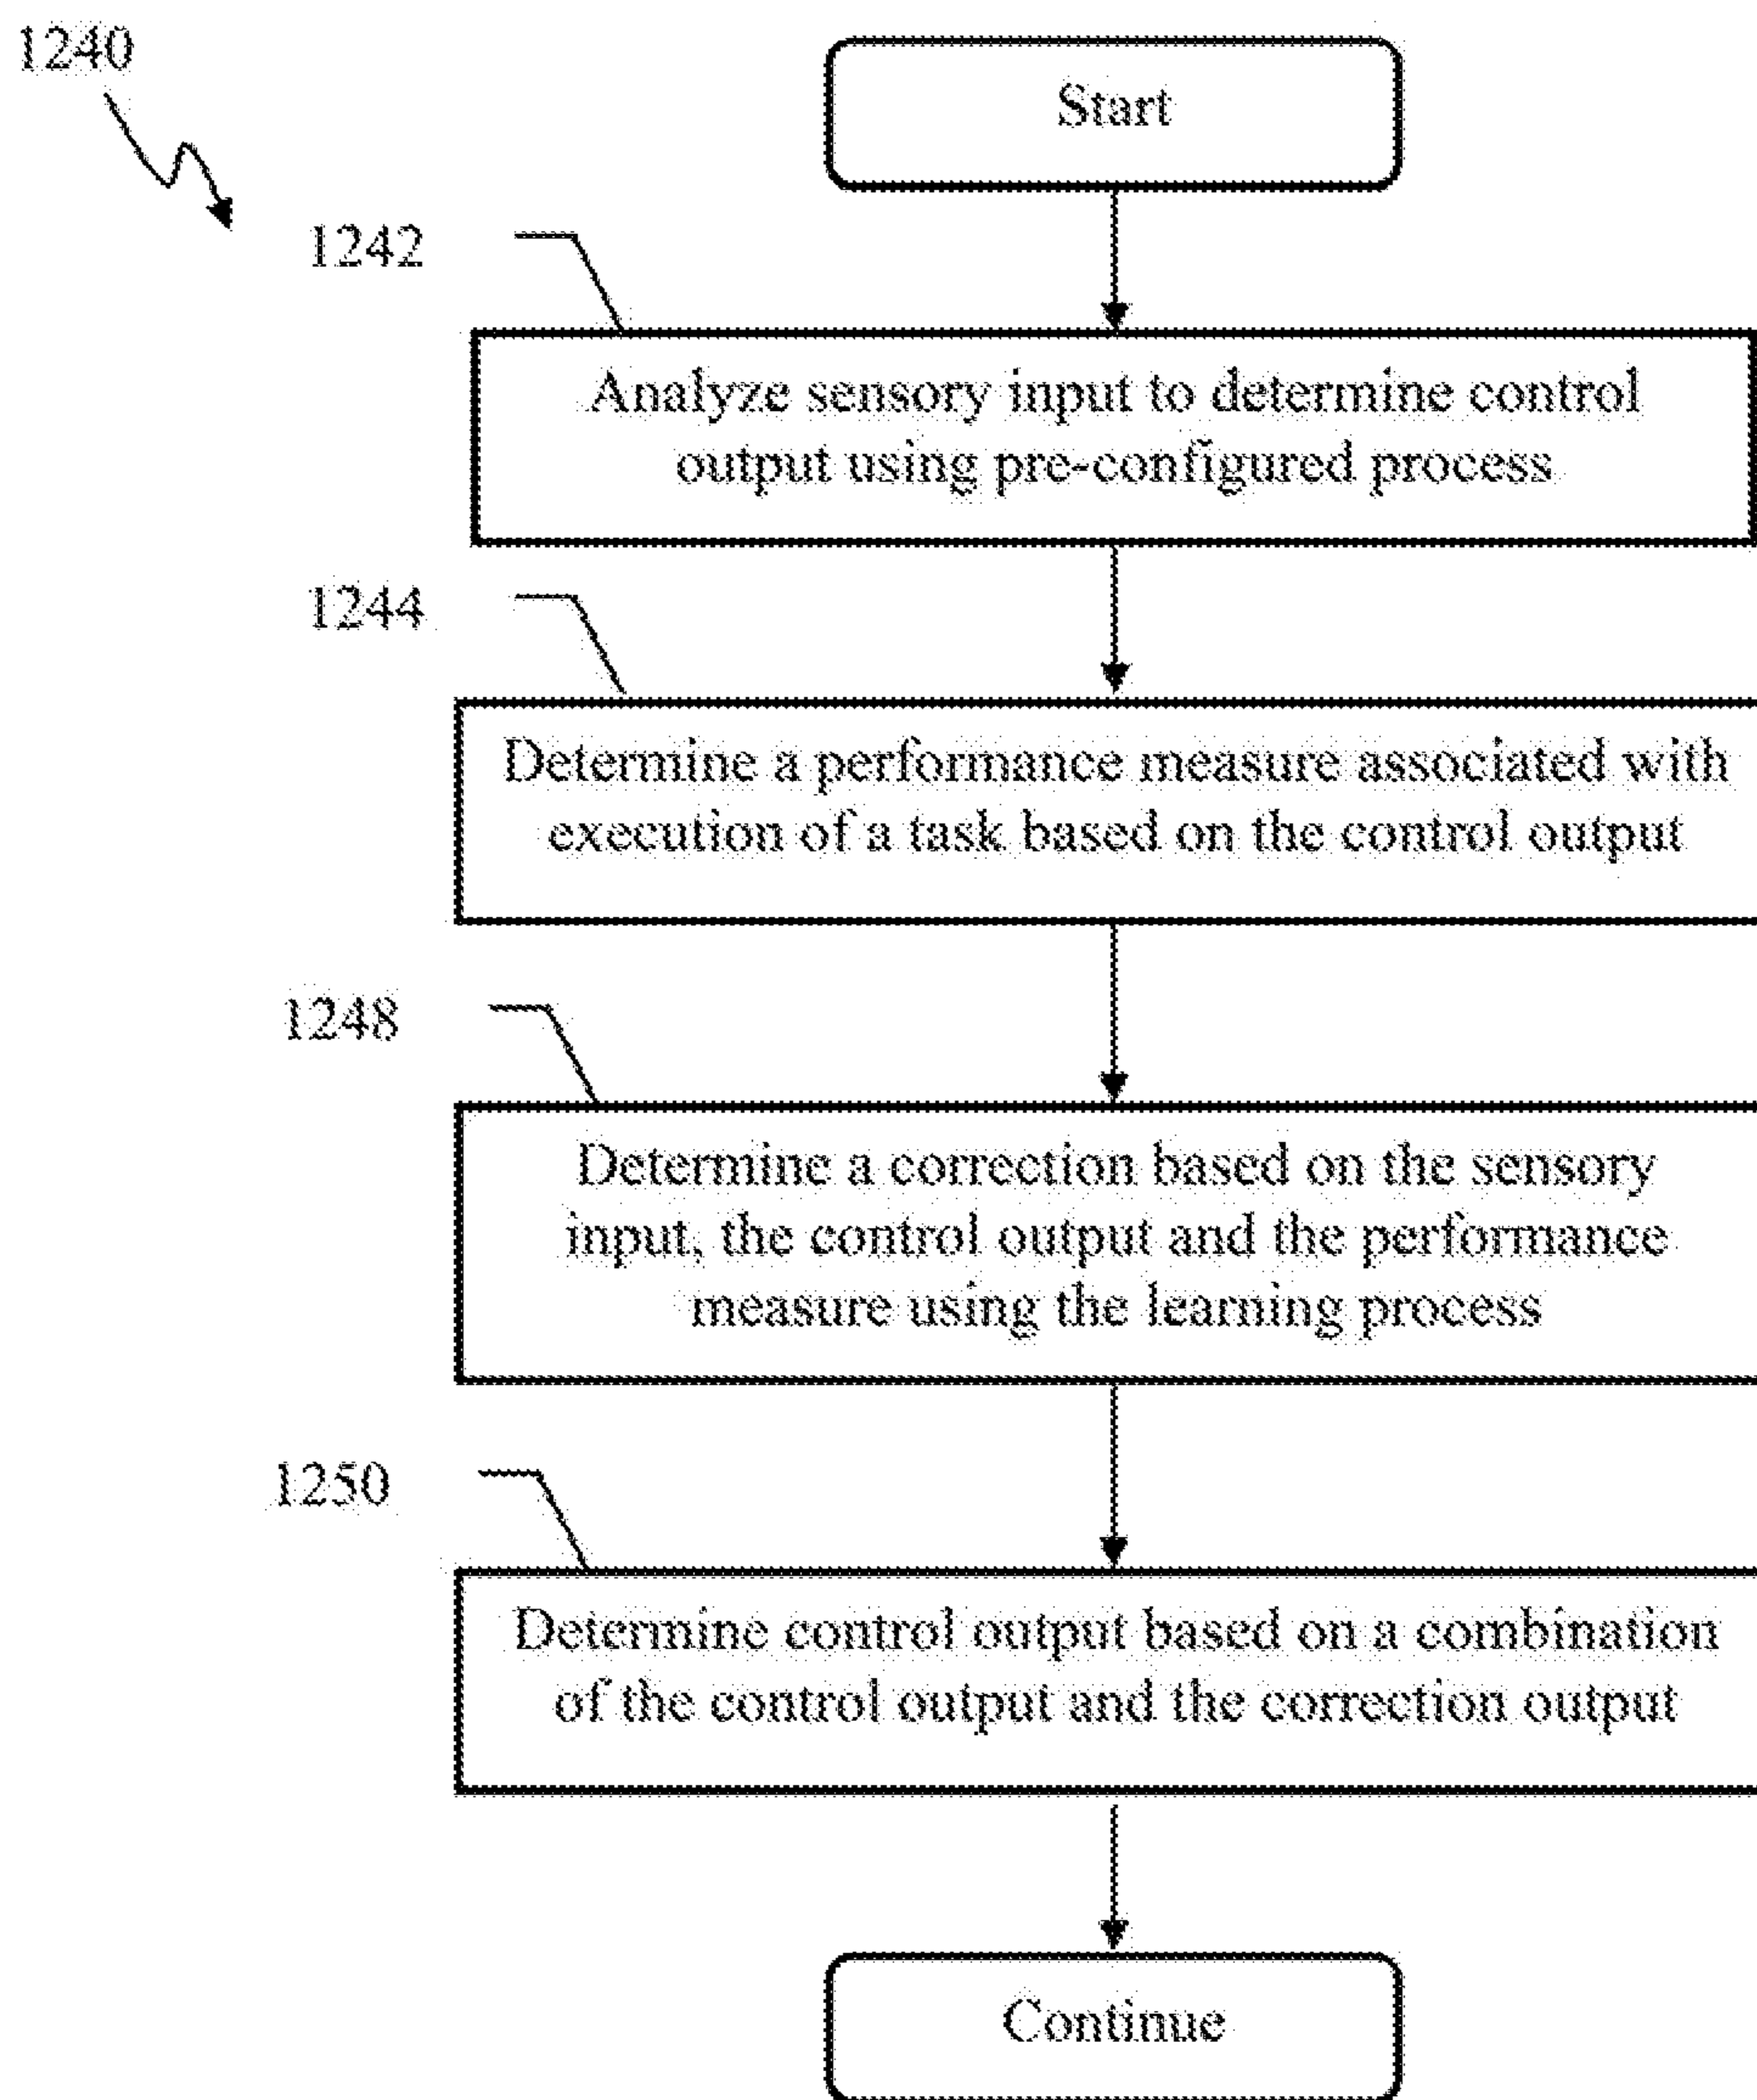 1240
Start
1242
Analyze sensory input to determine control
output using pre-configured process
1244
Determine a performance measure associated with
execution of a task based on the control output
1248
Determine a correction based on the sensory
input, the control output and the performance
measure using the learning process
1250
Determine control output based on a combination
of the control output and the correction output
Continue